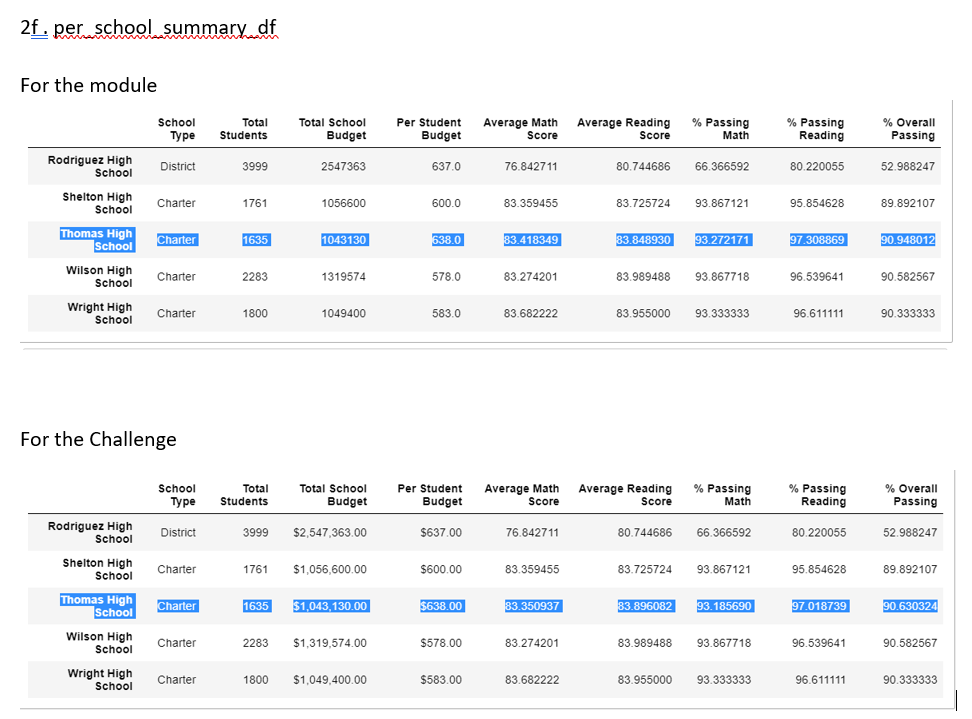 2f. per_school_summary_df
For the module
School Type Total Students Total School Budget Per Student Budget Average Math Score Average Reading Score % Passing Math % Passing Reading % Overall Passing
Rodriguez High School District 3999 2547363 637.0 76.842711 80.744686 66.366592 80.220055 52.988247
Shelton High School Charter 1761 1056600 600.0 83.359455 83.725724 93.867121 95.854628 89.892107
Thomas High School Charter 1635 1043130 638.0 83.418349 83.848930 93.272171 97.308869 90.948012
Wilson High School Charter 2283 1319574 578.0 83.274201 83.989488 93.867718 96.539641 90.582567
Wright High School Charter 1800 1049400 583.0 83.682222 83.955000 93.333333 96.611111 90.333333
For the Challenge
School Type Total Students Total School Budget Per Student Budget Average Math Score Average Reading Score % Passing Math % Passing Reading % Overall Passing
Rodriguez High School District 3999 $2,547,363.00 $637.00 76.842711 80.744686 66.366592 80.220055 52.988247
Shelton High School Charter 1761 $1,056,600.00 $600.00 83.359455 83.725724 93.867121 95.854628 89.892107
Thomas High School Charter 1635 $1,043,130.00 $638.00 83.350937 83.896082 93.185690 97.018739 90.630324
Wilson High School Charter 2283 $1,319,574.00 $578.00 83.274201 83.989488 93.867718 96.539641 90.582567
Wright High School Charter 1800 $1,049,400.00 $583.00 83.682222 83.955000 93.333333 96.611111 90.333333